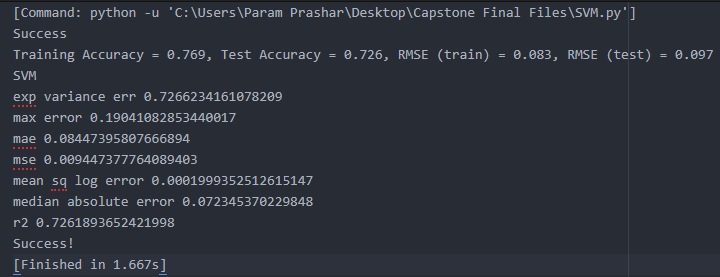 [Command: python -u 'C:\Users\Param Prashar\Desktop\Capstone Final Files\SVM.py']
Success
Training Accuracy = 0.769, Test Accuracy = 0.726, RMSE (train) = 0.083, RMSE (test) = 0.097
SVM
exp variance err 0.7266234161078209
max error 0.19041082853440017
mae 0.08447395807666894
mse 0.009447377764089403
mean sq log error 0.0001999352512615147
median absolute error 0.072345370229848
r2 0.7261893652421998
Success!
[Finished in 1.667s]